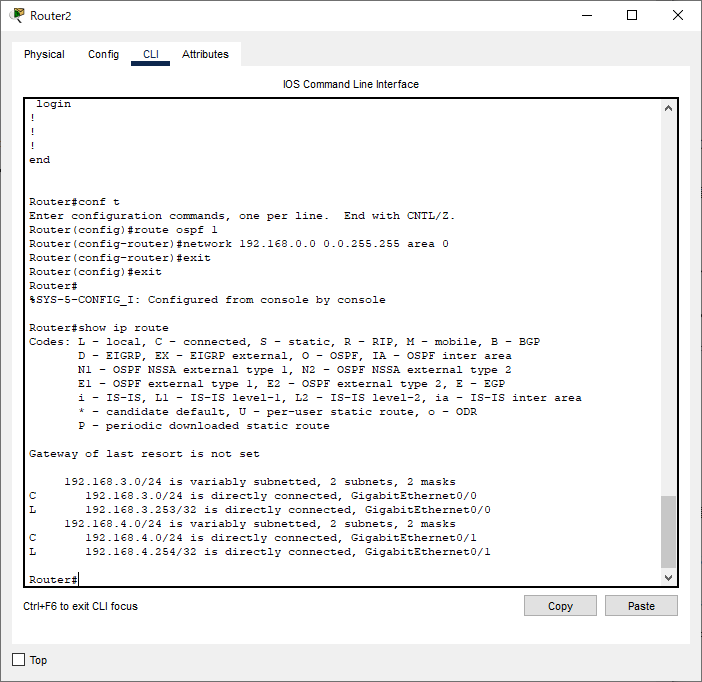 Router2
Physical Config CLI Attributes
IOS Command Line Interface
 login
!
!
!
end
Router#conf t
Enter configuration commands, one per line.  End with CNTL/Z.
Router(config)#route ospf 1
Router(config-router)#network 192.168.0.0 0.0.255.255 area 0
Router(config-router)#exit
Router(config)#exit
Router#
%SYS-5-CONFIG_I: Configured from console by console
Router#show ip route
Codes: L - local, C - connected, S - static, R - RIP, M - mobile, B - BGP
       D - EIGRP, EX - EIGRP external, O - OSPF, IA - OSPF inter area
       N1 - OSPF NSSA external type 1, N2 - OSPF NSSA external type 2
       E1 - OSPF external type 1, E2 - OSPF external type 2, E - EGP
       i - IS-IS, L1 - IS-IS level-1, L2 - IS-IS level-2, ia - IS-IS inter area
       * - candidate default, U - per-user static route, o - ODR
       P - periodic downloaded static route
Gateway of last resort is not set
     192.168.3.0/24 is variably subnetted, 2 subnets, 2 masks
C       192.168.3.0/24 is directly connected, GigabitEthernet0/0
L       192.168.3.253/32 is directly connected, GigabitEthernet0/0
     192.168.4.0/24 is variably subnetted, 2 subnets, 2 masks
C       192.168.4.0/24 is directly connected, GigabitEthernet0/1
L       192.168.4.254/32 is directly connected, GigabitEthernet0/1
Router#
Ctrl+F6 to exit CLI focus Copy Paste
Top